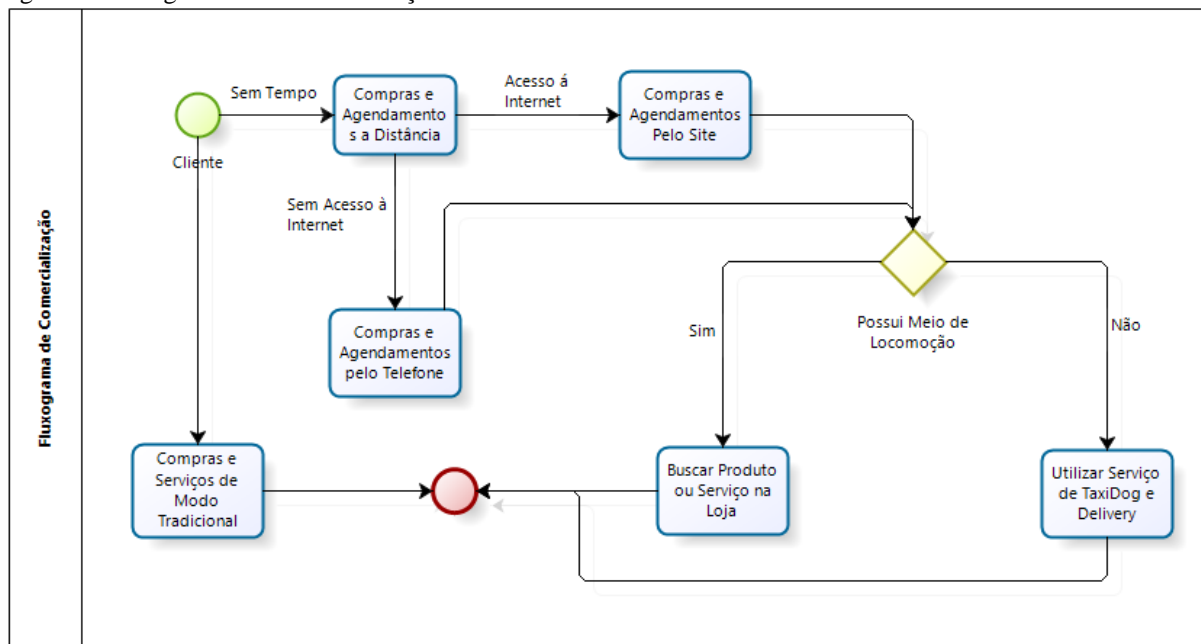 Fluxograma de Comercialização
Cliente
Sem Tempo
Compras e
Agendamento
s a Distância
Acesso á
Internet
Compras e
Agendamentos
Pelo Site
Sem Acesso à
Internet
Compras e
Agendamentos
pelo Telefone
Possui Meio de
Locomoção
Sim
Não
Compras e
Serviços de
Modo
Tradicional
Buscar Produto
ou Serviço na
Loja
Utilizar Serviço
de TaxiDog e
Delivery